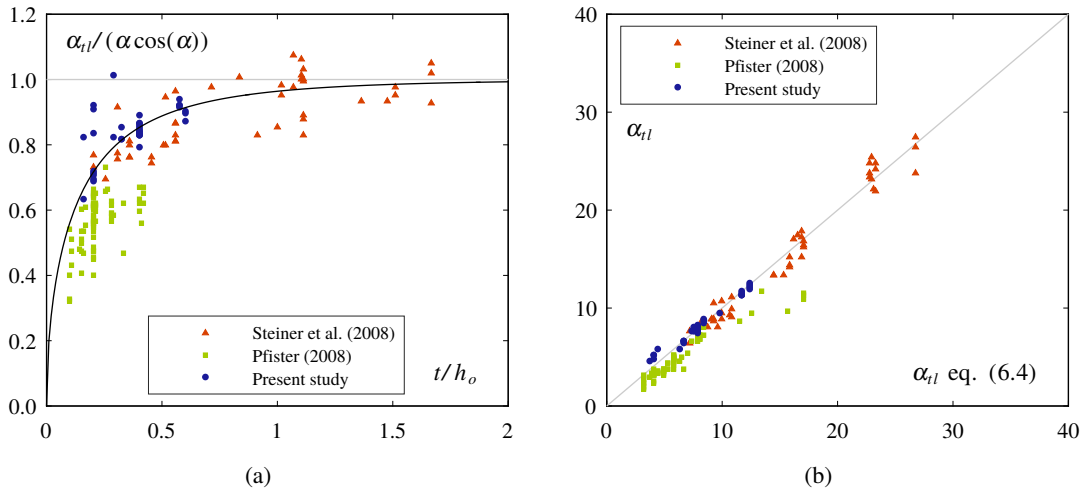 1.2
1.0
0.8
0.6
0.4
0.2
0.0
α_tl/(α cos(α))
Steiner et al. (2008)
Pfister (2008)
Present study
t/h_o
0
0.5
1
1.5
2
(a)
40
30
20
10
0
Steiner et al. (2008)
Pfister (2008)
Present study
α_tl
α_tl eq. (6.4)
0
10
20
30
40
(b)